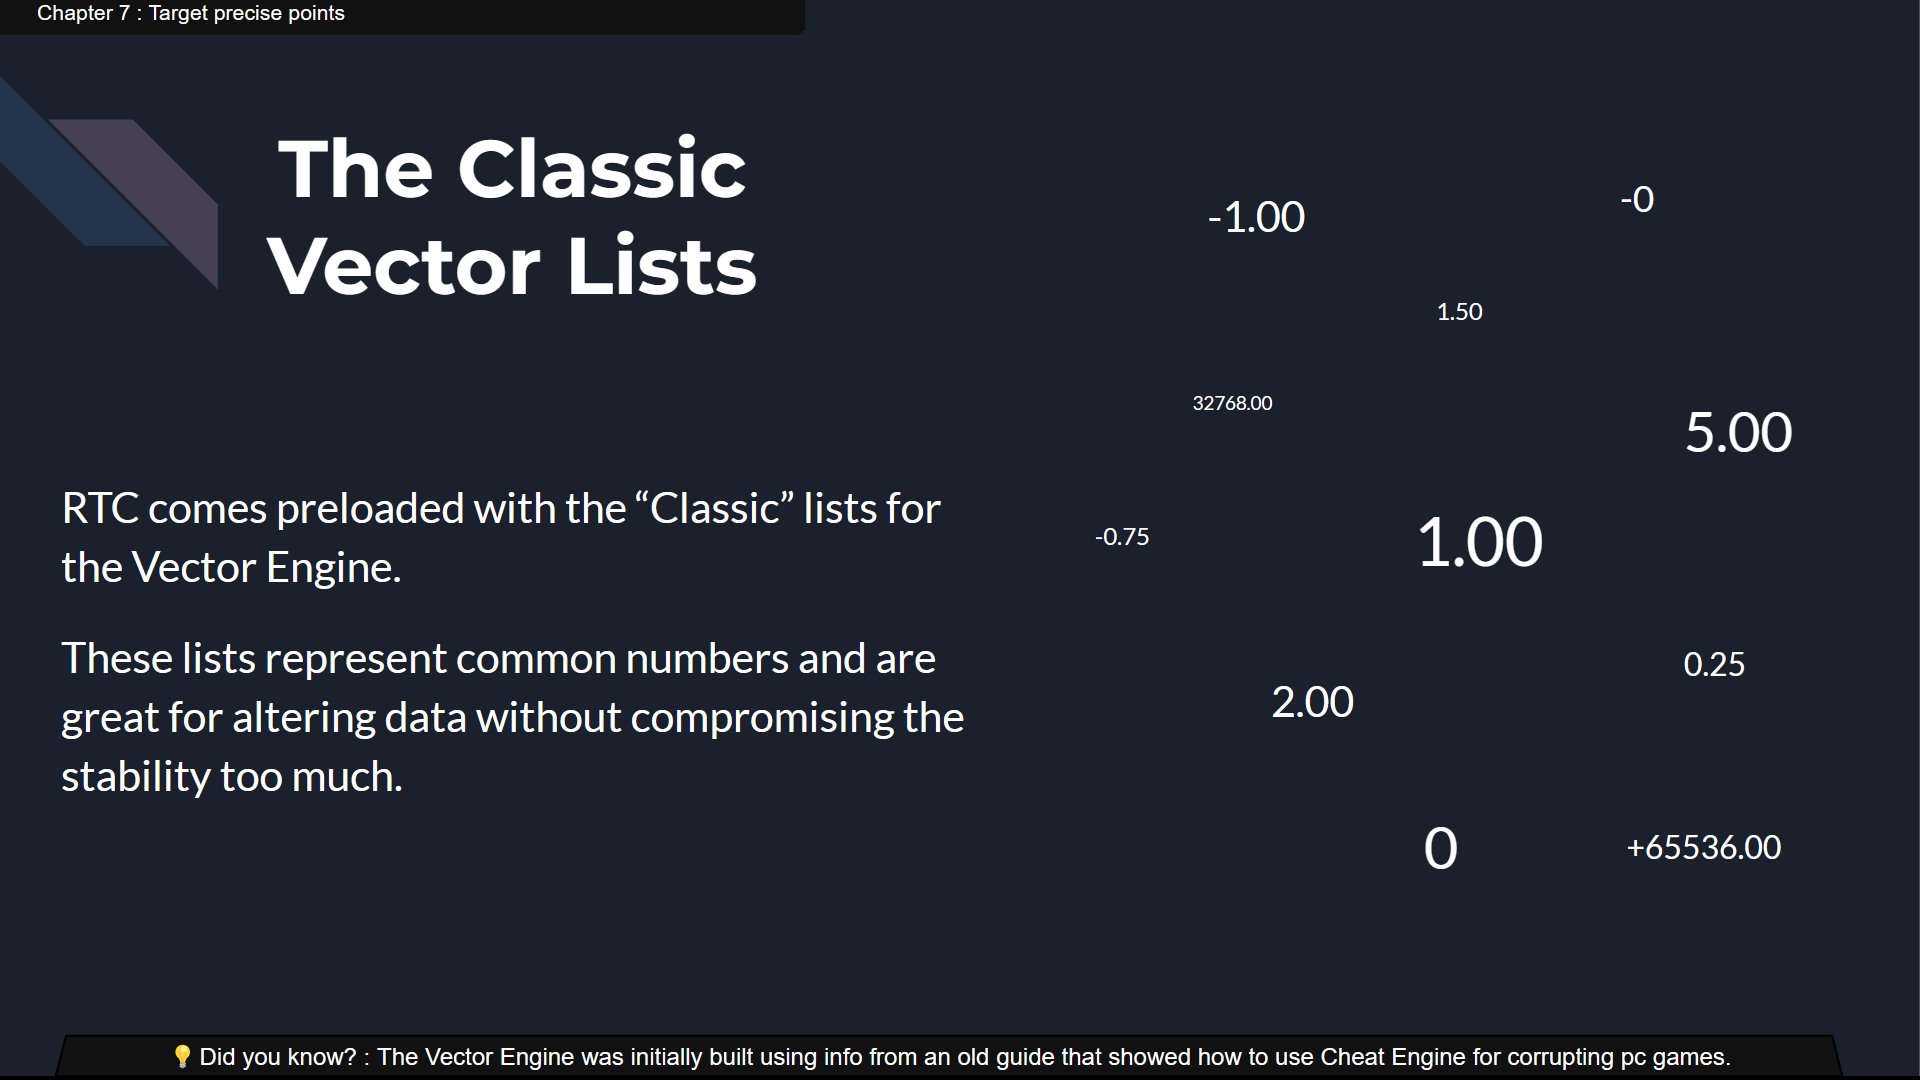 Chapter 7 : Target precise points
The Classic
Vector Lists
RTC comes preloaded with the “Classic” lists for
the Vector Engine.
These lists represent common numbers and are
great for altering data without compromising the
stability too much.
-1.00
-0
1.50
32768.00
5.00
-0.75
1.00
0.25
2.00
0
+65536.00
💡 Did you know? : The Vector Engine was initially built using info from an old guide that showed how to use Cheat Engine for corrupting pc games.